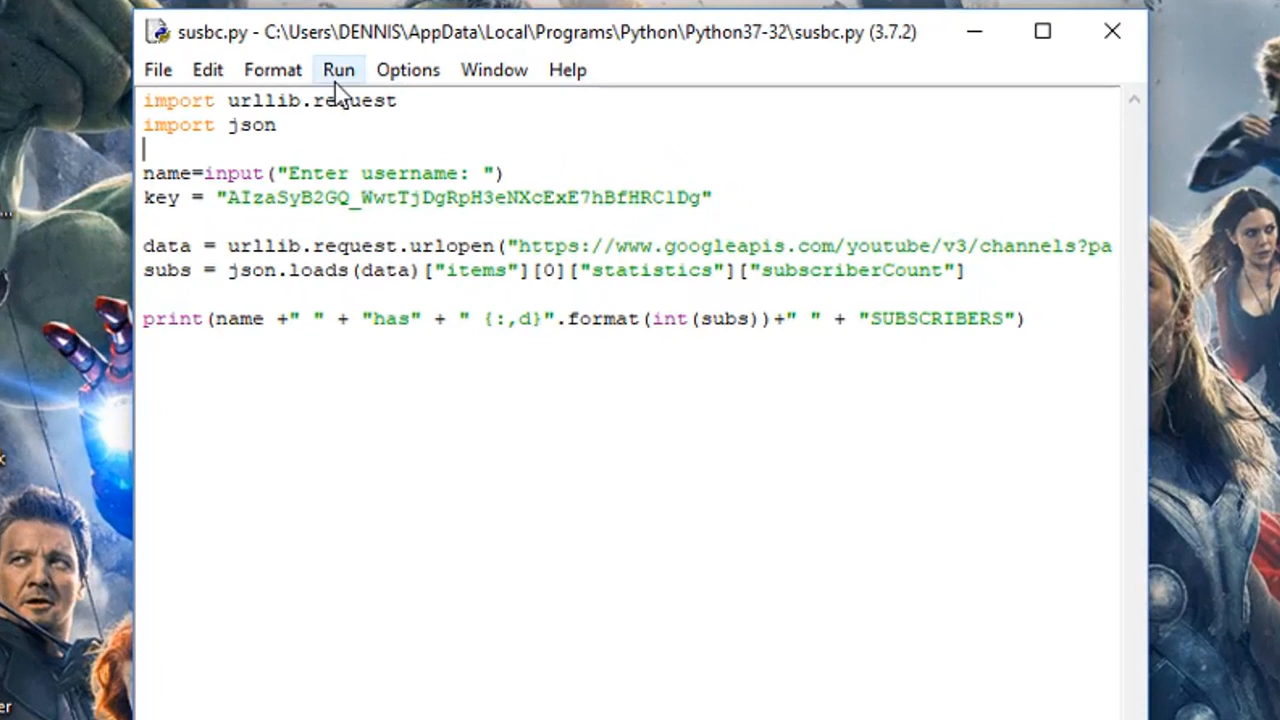 susbc.py - C:\Users\DENNIS\AppData\Local\Programs\Python\Python37-32\susbc.py (3.7.2)
File Edit Format Run Options Window Help
import urllib.request
import json
name=input("Enter username: ")
key = "AIzaSyB2GQ_WwtTjDgRpH3eNXcExE7hBfHRClDg"
data = urllib.request.urlopen("https://www.googleapis.com/youtube/v3/channels?pa
subs = json.loads(data)["items"][0]["statistics"]["subscriberCount"]
print(name +" " + "has" + " {:,d}".format(int(subs))+" " + "SUBSCRIBERS")
...
k
er